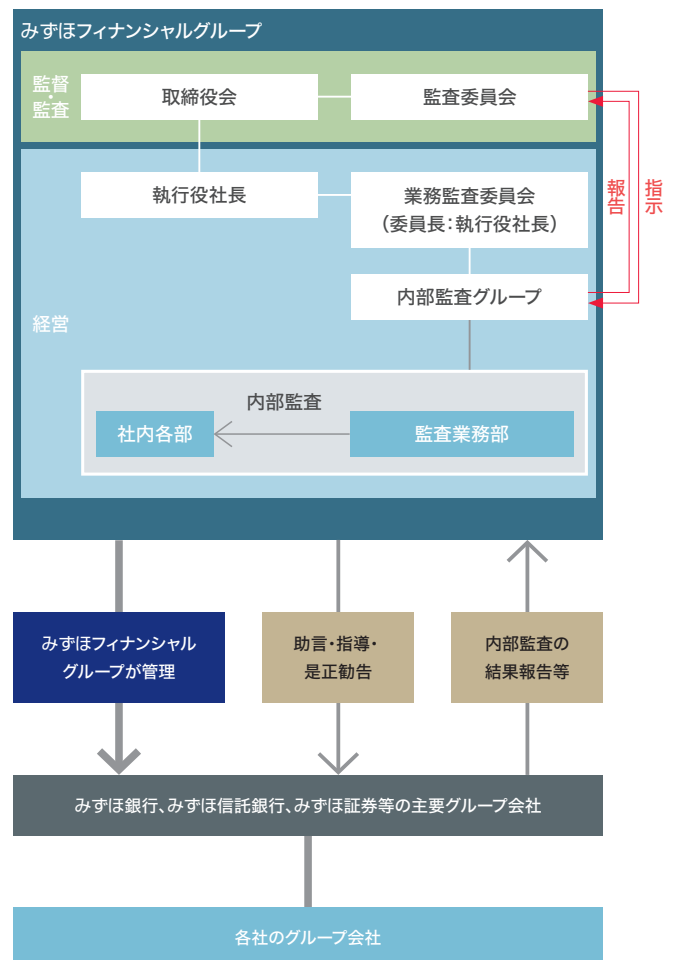 みずほフィナンシャルグループ
監督・監査
取締役会
監査委員会
執行役社長
業務監査委員会
（委員長：執行役社長）
報告
指示
内部監査グループ
経営
内部監査
社内各部
監査業務部
みずほフィナンシャル
グループが管理
助言・指導・
是正勧告
内部監査の
結果報告等
みずほ銀行、みずほ信託銀行、みずほ証券等の主要グループ会社
各社のグループ会社